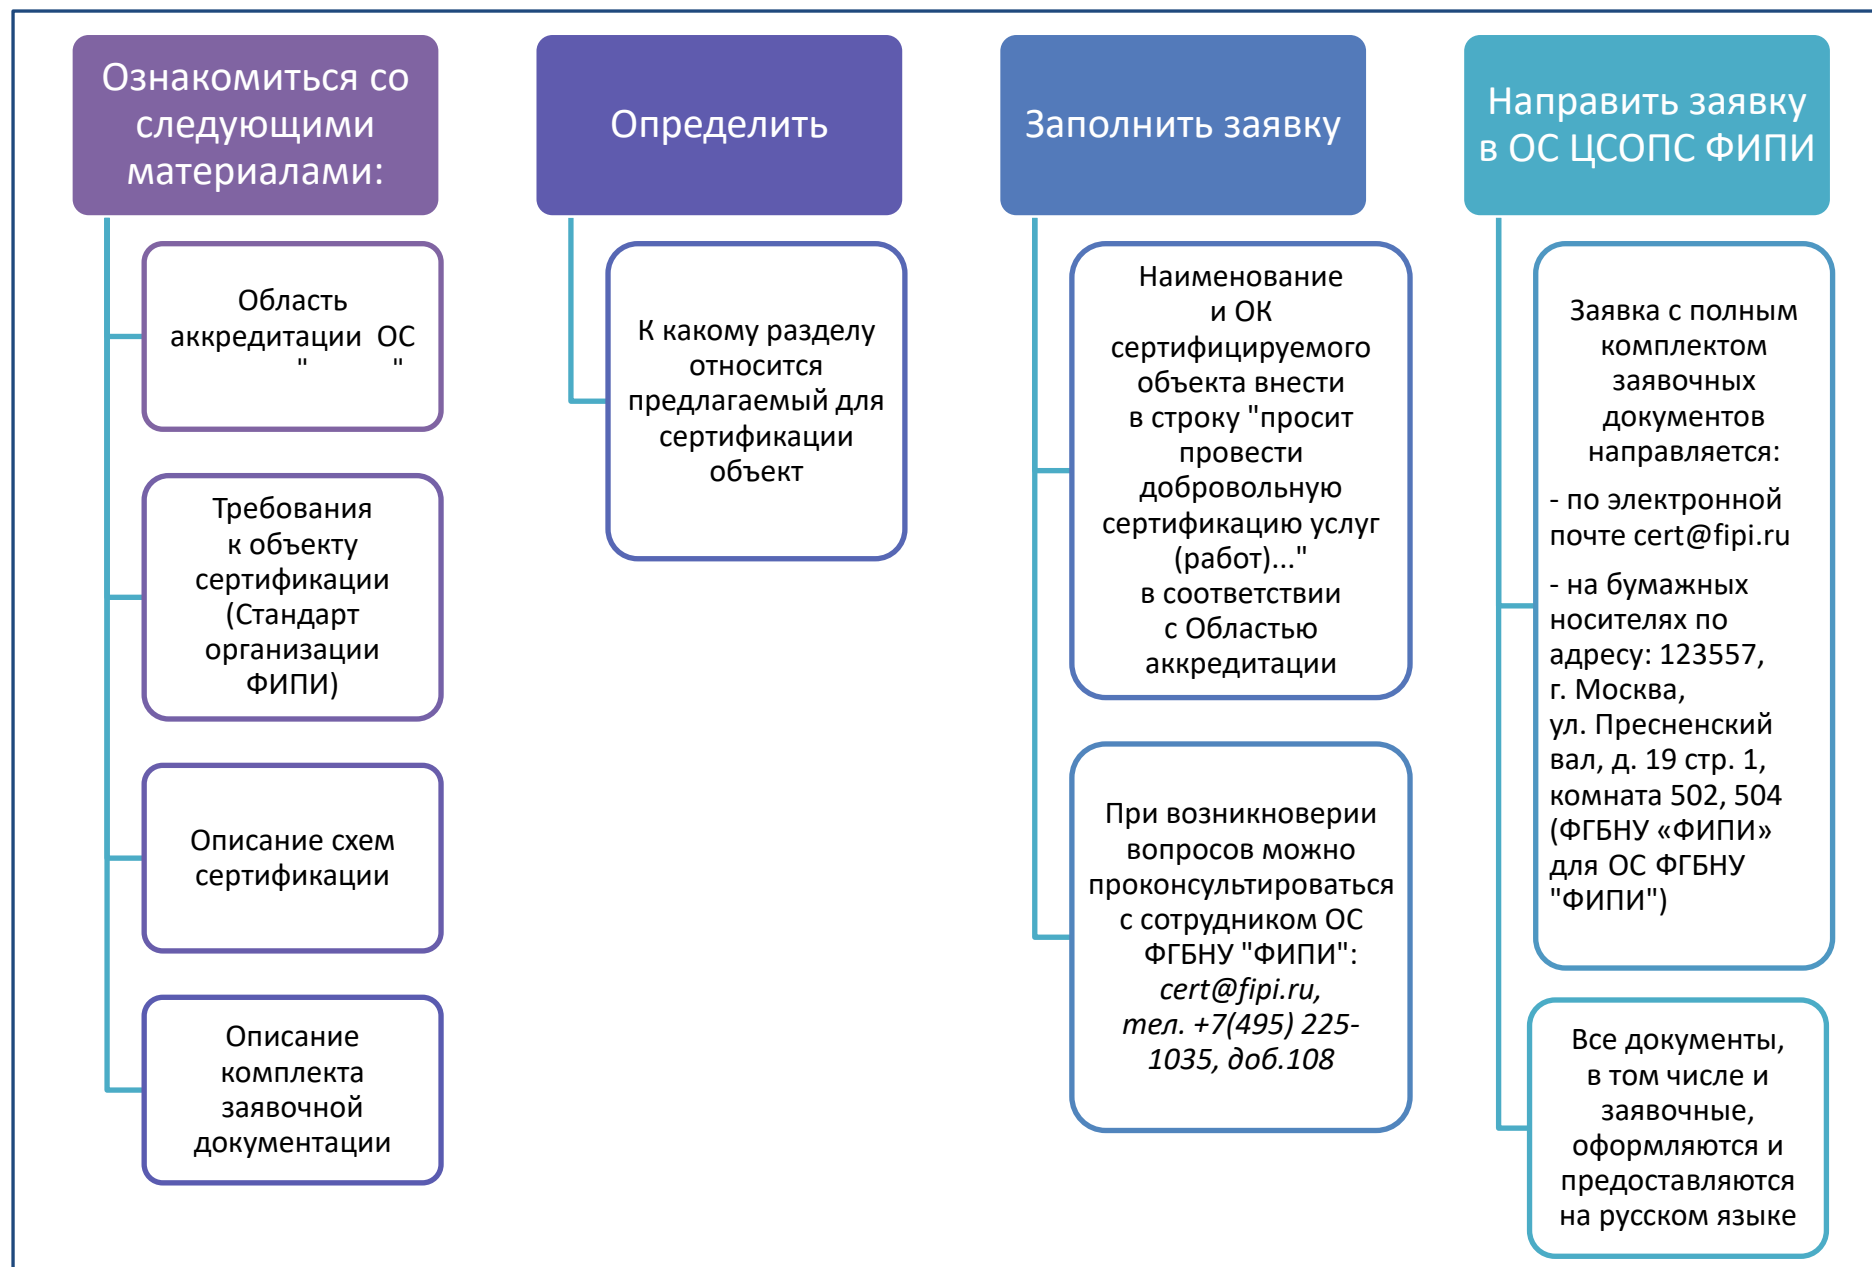 Ознакомиться со
следующими
материалами:
Область
аккредитации ОС
" "
Требования
к объекту
сертификации
(Стандарт
организации
ФИПИ)
Описание схем
сертификации
Описание
комплекта
заявочной
документации
Определить
К какому разделу
относится
предлагаемый для
сертификации
объект
Заполнить заявку
Наименование
и ОК
сертифицируемого
объекта внести
в строку "просит
провести
добровольную
сертификацию услуг
(работ)..."
в соответствии
с Областью
аккредитации
При возникноверии
вопросов можно
проконсультироваться
с сотрудником ОС
ФГБНУ "ФИПИ":
cert@fipi.ru,
тел. +7(495) 225-
1035, доб.108
Направить заявку
в ОС ЦСОПС ФИПИ
Заявка с полным
комплектом
заявочных
документов
направляется:
- по электронной
почте cert@fipi.ru
- на бумажных
носителях по
адресу: 123557,
г. Москва,
ул. Пресненский
вал, д. 19 стр. 1,
комната 502, 504
(ФГБНУ «ФИПИ»
для ОС ФГБНУ
"ФИПИ")
Все документы,
в том числе и
заявочные,
оформляются и
предоставляются
на русском языке